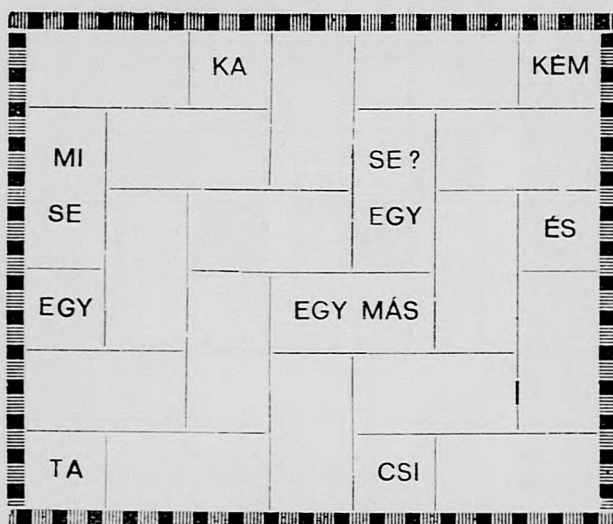 KA KÉM
MI SE ?
SE EGY ÉS
EGY EGY MÁS
TA CSI